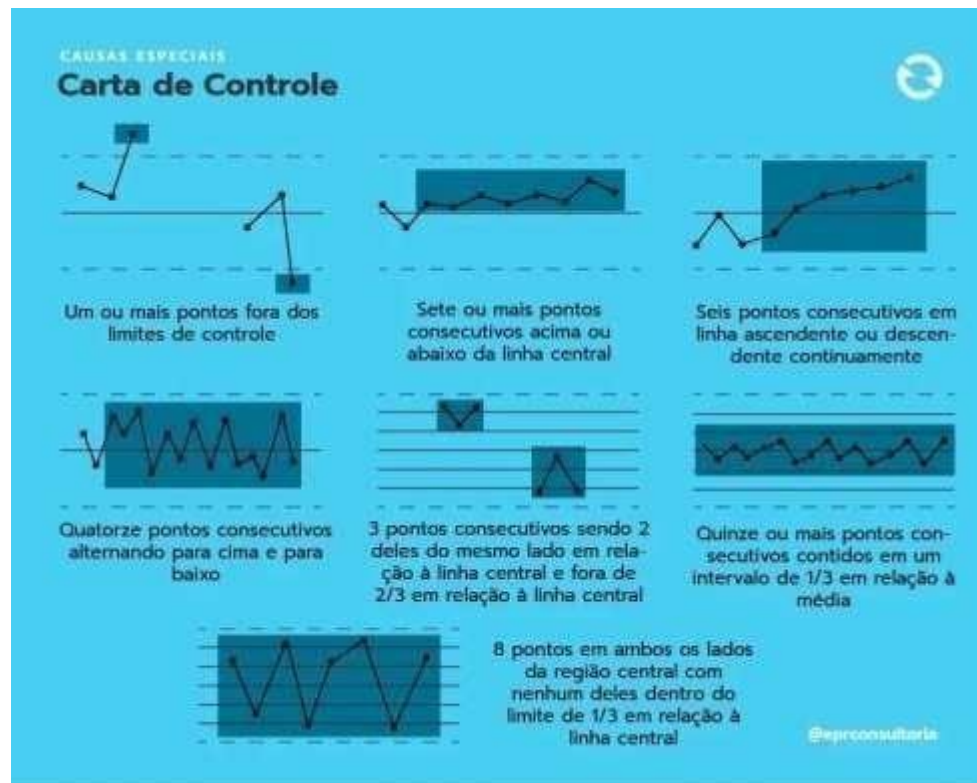 CAUSAS ESPECIAIS
Carta de Controle
Um ou mais pontos fora dos
limites de controle
Sete ou mais pontos
consecutivos acima ou
abaixo da linha central
Seis pontos consecutivos em
linha ascendente ou descen-
dente continuamente
Quatorze pontos consecutivos
alternando para cima e para
baixo
3 pontos consecutivos sendo 2
deles do mesmo lado em rela-
ção à linha central e fora de
2/3 em relação à linha central
Quinze ou mais pontos con-
secutivos contidos em um
intervalo de 1/3 em relação à
média
8 pontos em ambos os lados
da região central com
nenhum deles dentro do
limite de 1/3 em relação à
linha central
@eprconsultoria